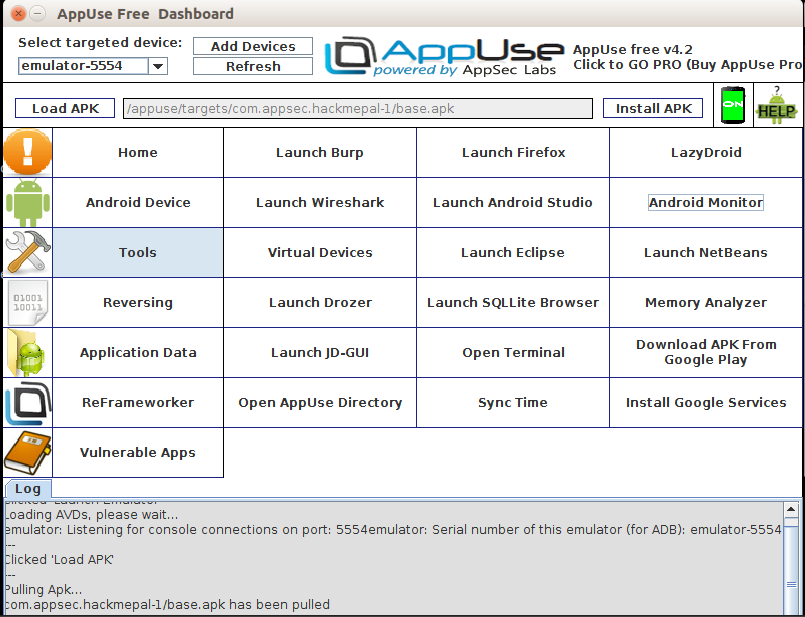 AppUse Free Dashboard
Select targeted device:
emulator-5554
Add Devices
Refresh
AppUse
powered by AppSec Labs
AppUse free v4.2
Click to GO PRO (Buy AppUse Pro
Load APK
/appuse/targets/com.appsec.hackmepal-1/base.apk
Install APK
ON
?
HELP
Home
Launch Burp
Launch Firefox
LazyDroid
Android Device
Launch Wireshark
Launch Android Studio
Android Monitor
Tools
Virtual Devices
Launch Eclipse
Launch NetBeans
01001
10011
Reversing
Launch Drozer
Launch SQLLite Browser
Memory Analyzer
Application Data
Launch JD-GUI
Open Terminal
Download APK From
Google Play
ReFrameworker
Open AppUse Directory
Sync Time
Install Google Services
Vulnerable Apps
Log
Clicked 'Launch Emulator'
Loading AVDs, please wait...
emulator: Listening for console connections on port: 5554emulator: Serial number of this emulator (for ADB): emulator-5554
---
Clicked 'Load APK'
---
Pulling Apk...
com.appsec.hackmepal-1/base.apk has been pulled